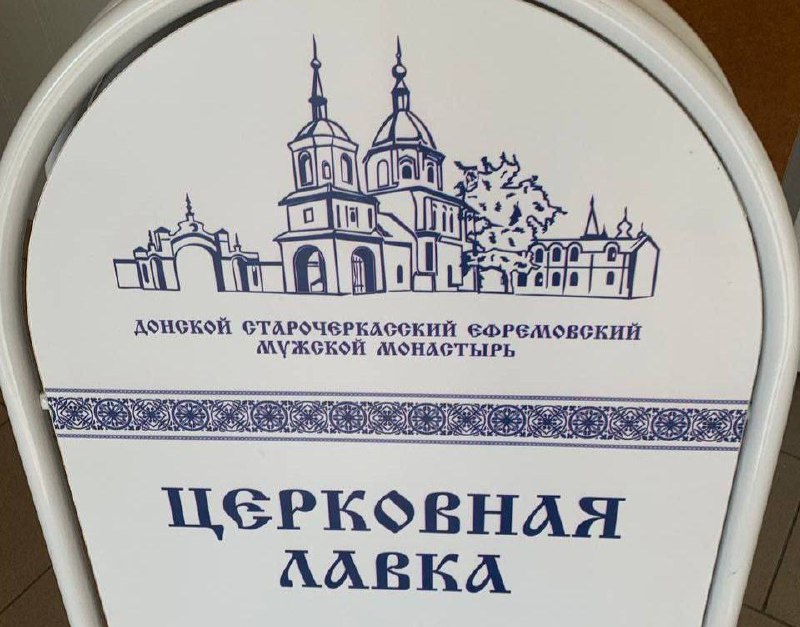 ДОНСКОЙ СТАРОЧЕРКАССКИЙ ЕФРЕМОВСКИЙ
МУЖСКОЙ МОНАСТЫРЬ
ЦЕРКОВНАЯ
ЛАВКА